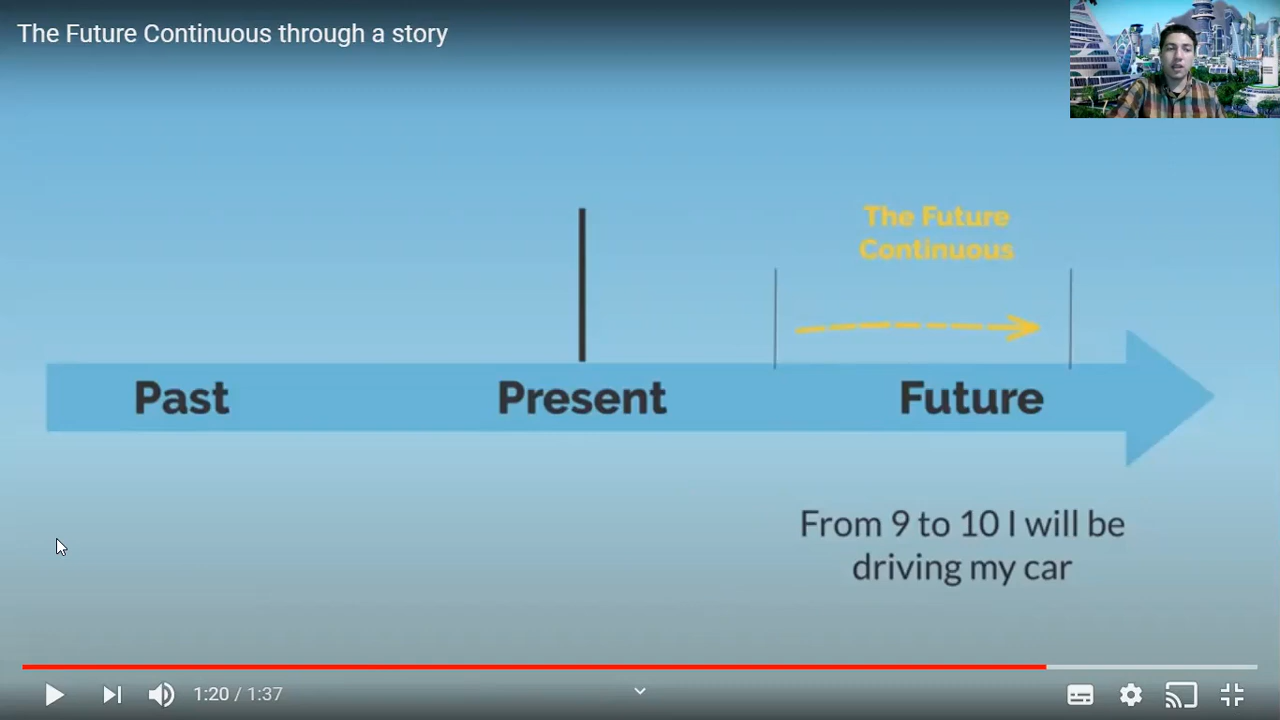 The Future Continuous through a story
The Future
Continuous
Past Present Future
From 9 to 10 I will be
driving my car
1:20 / 1:37